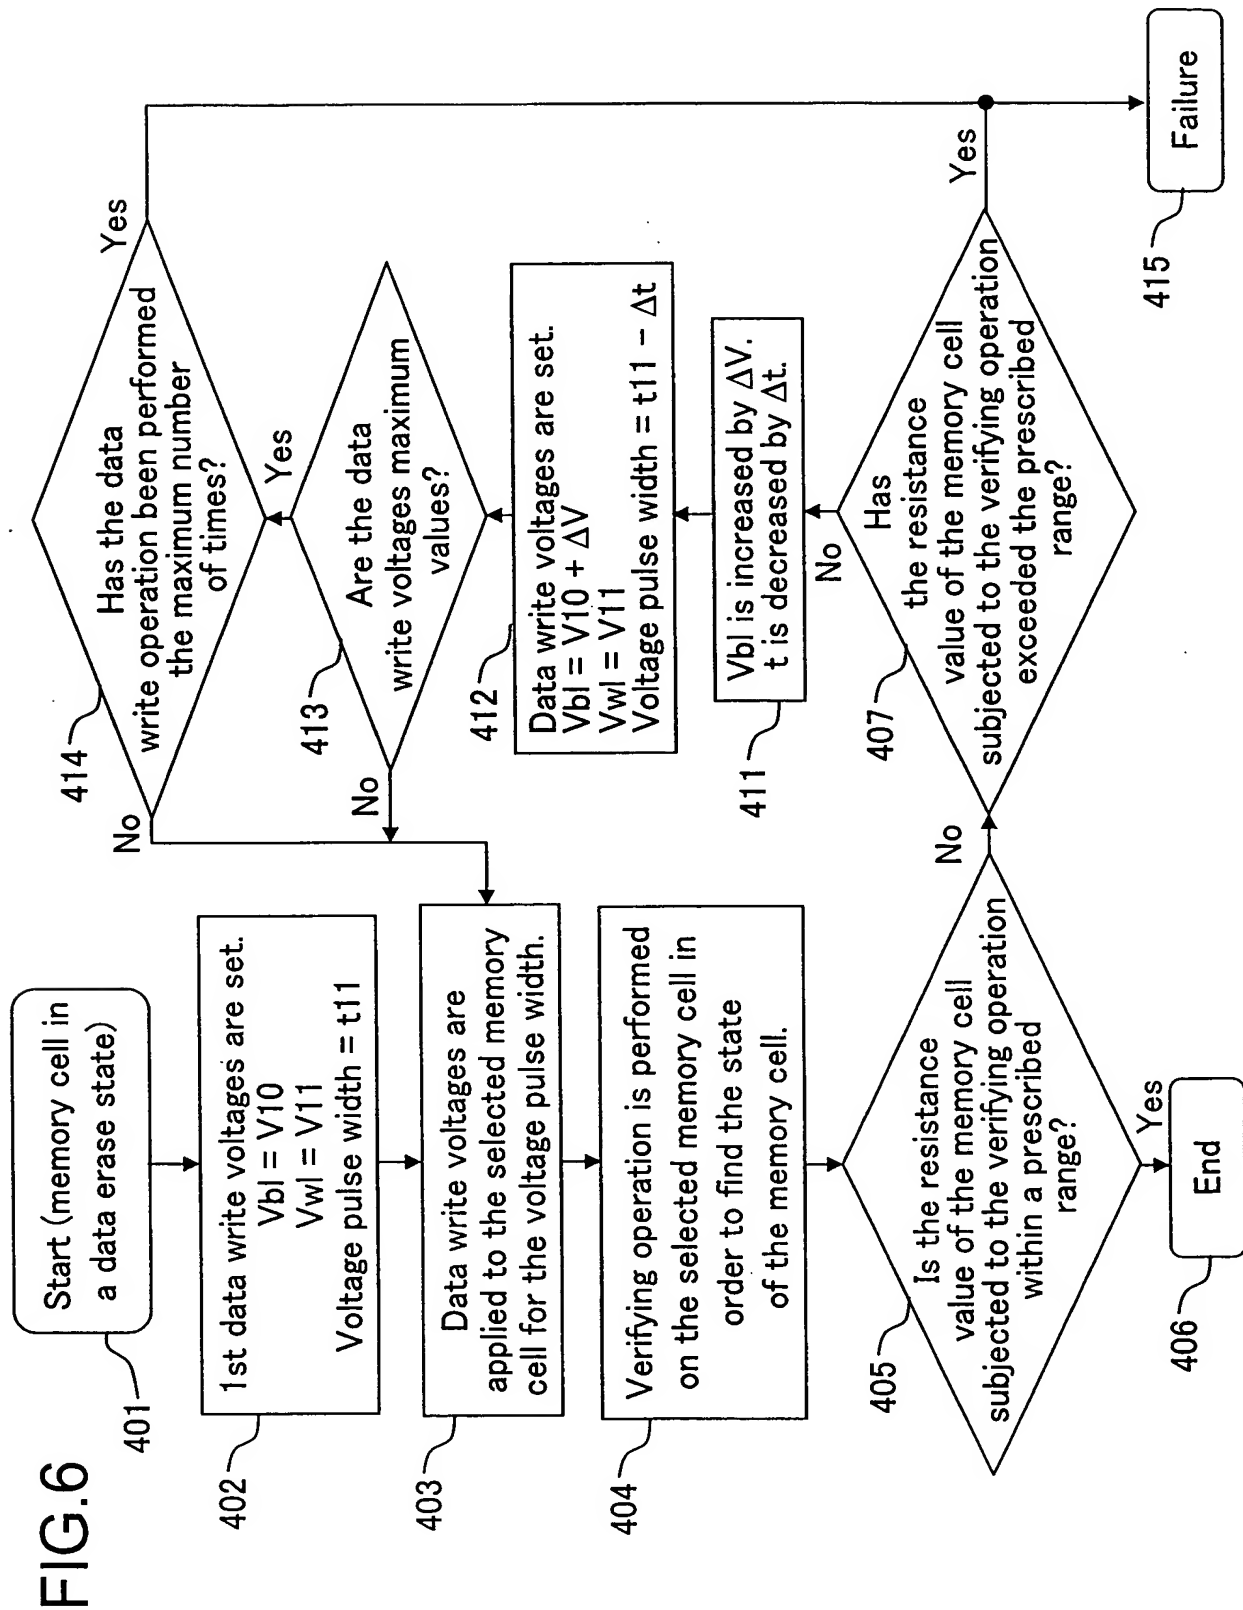 FIG.6
Start (memory cell in
a data erase state)
401
1st data write voltages are set.
Vbl = V10
Vwl = V11
Voltage pulse width = t11
402
Data write voltages
applied to the selected memory
cell for the voltage pulse width.
403
Verifying operation is performed
on the selected memory cell in
order to find the state
of the memory cell.
404
Is the resistance
value of the memory cell
subjected to the verifying operation
within a prescribed
range?
405
Yes
End
406
No
Has
the resistance
value of the memory cell
subjected to the verifying operation
exceeded the prescribed
range?
407
Yes
No
Vbl is increased by ΔV.
t is decreased by Δt.
411
Data write voltages are set.
Vbl = V10 + ΔV
Vwl = V11
Voltage pulse width = t11 − Δt
412
Are the data
write voltages maximum
values?
413
No
Yes
Has the data
write operation been performed
the maximum number
of times?
414
No
Yes
Failure
415